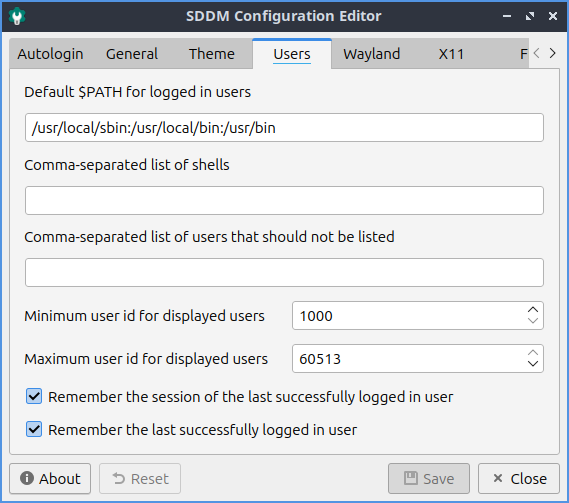 SDDM Configuration Editor
Autologin General Theme Users Wayland X11 F
Default $PATH for logged in users
/usr/local/sbin:/usr/local/bin:/usr/bin
Comma-separated list of shells
Comma-separated list of users that should not be listed
Minimum user id for displayed users 1000
Maximum user id for displayed users 60513
Remember the session of the last successfully logged in user
Remember the last successfully logged in user
About Reset Save Close